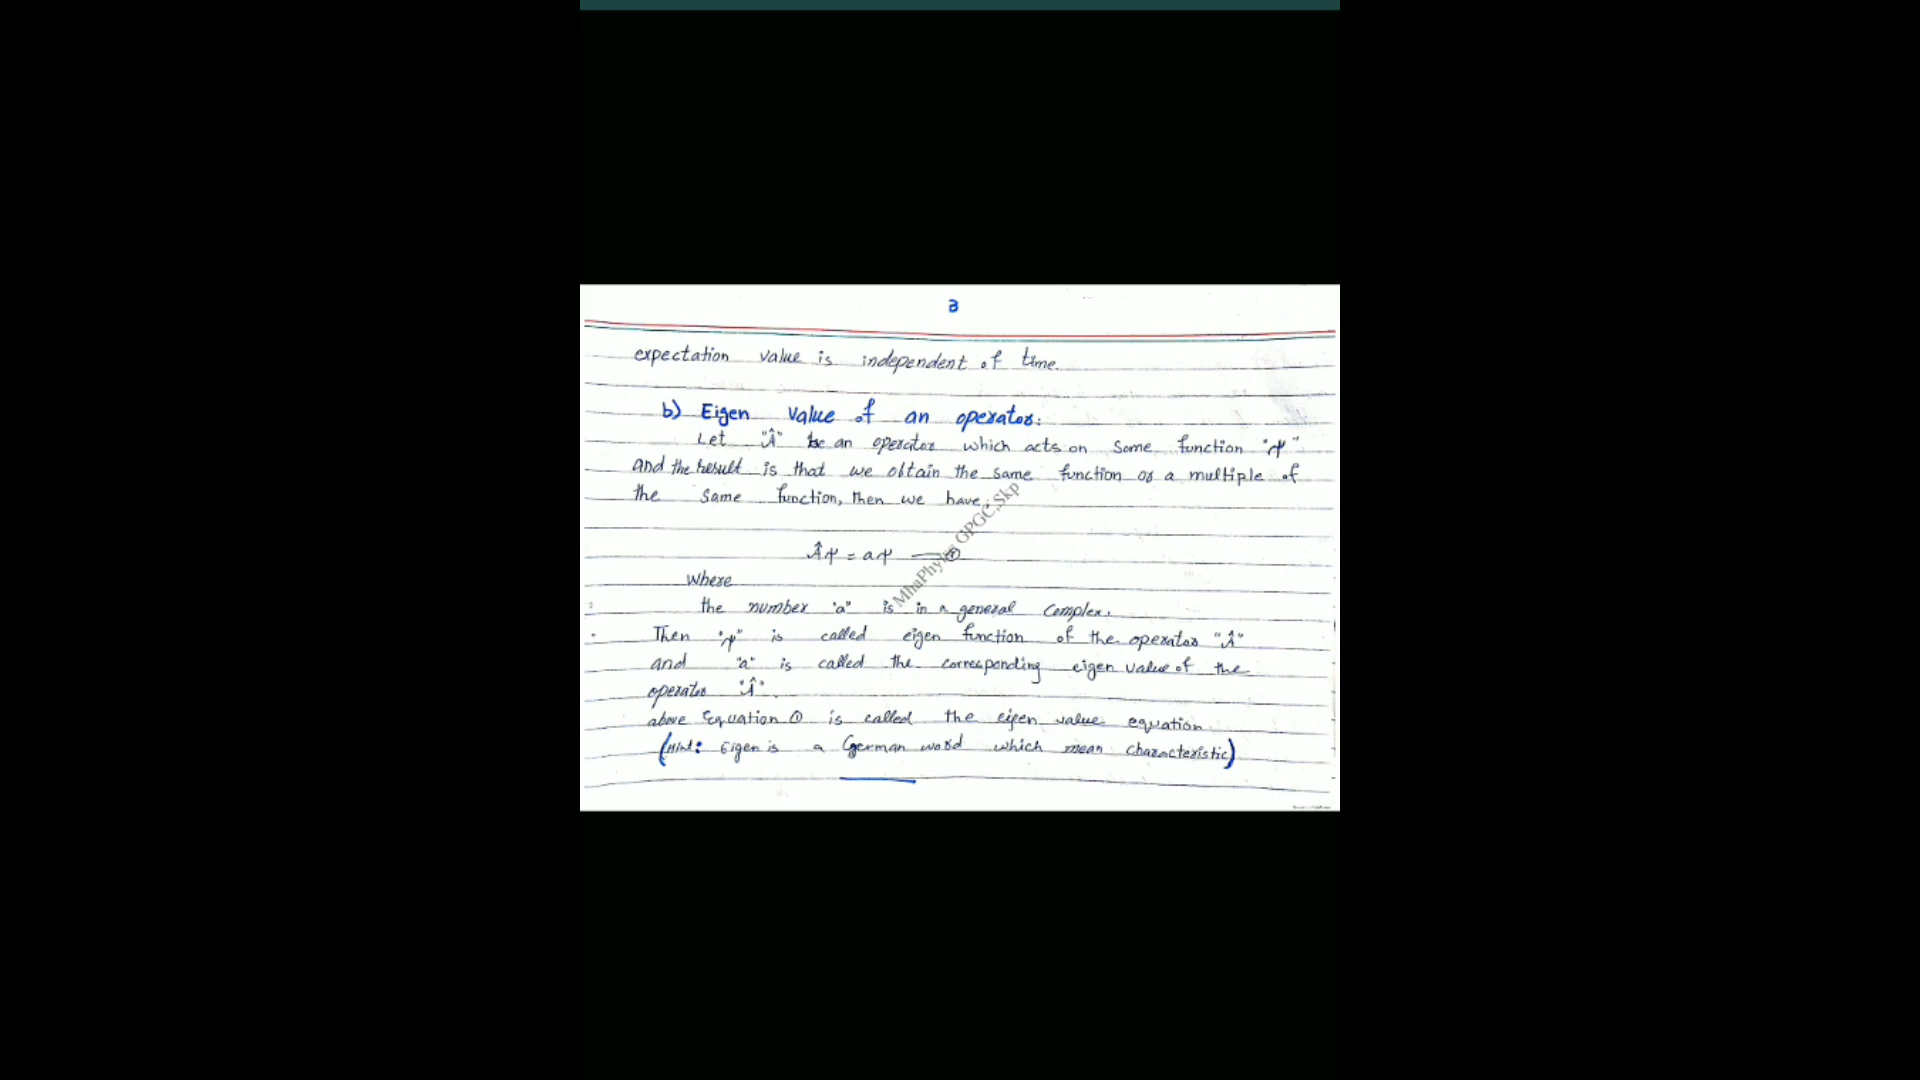 3
expectation value is independent of time.
b) Eigen value of an operator:
Let "Â" be an operator which acts on Some function "ψ"
and the result is that we obtain the same function or a multiple of
the Same function, then we have,
Âψ = aψ
Where
the number "a" is in a general Complex.
Then "ψ" is called eigen function of the operator "Â"
and "a" is called the corresponding eigen value of the
operator "Â".
above Equation ① is called the eigen value equation
(Hint: Eigen is a German word which mean characteristic)
GPGC.Skp